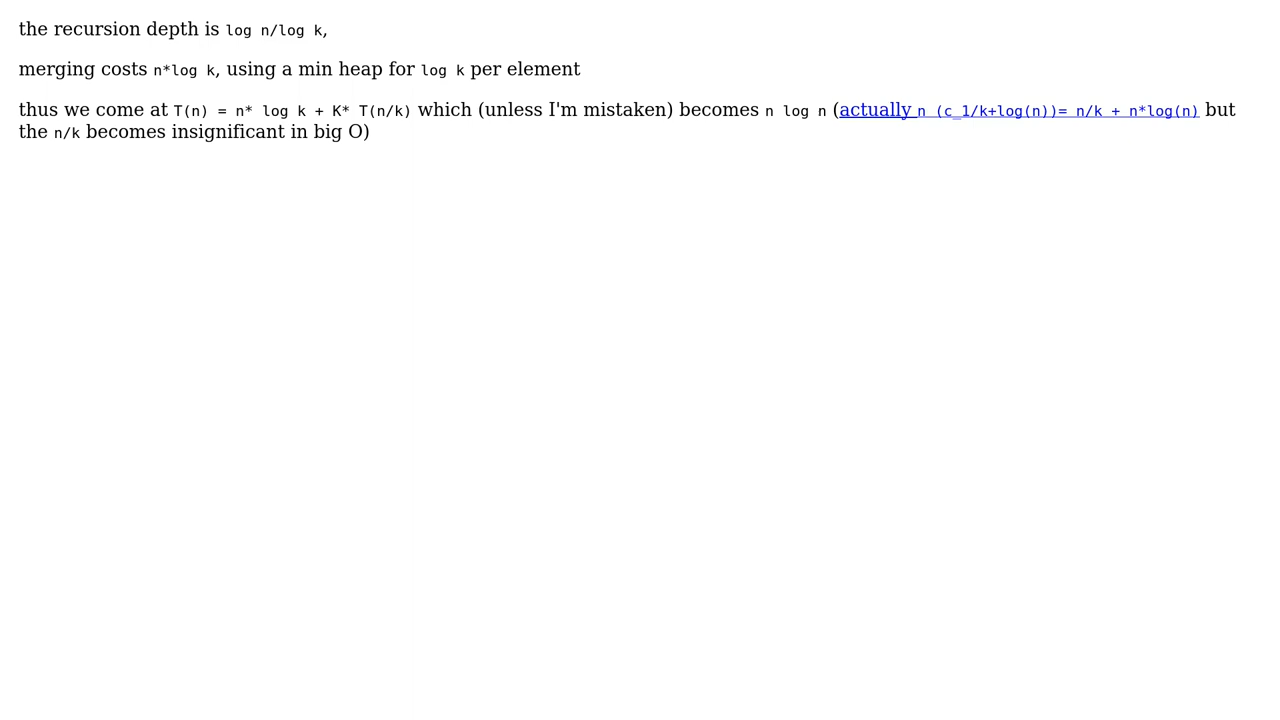 the recursion depth is log n/log k,
merging costs n*log k, using a min heap for log k per element
thus we come at T(n) = n* log k + K* T(n/k) which (unless I'm mistaken) becomes n log n (actually n (c_1/k+log(n))= n/k + n*log(n) but
the n/k becomes insignificant in big O)